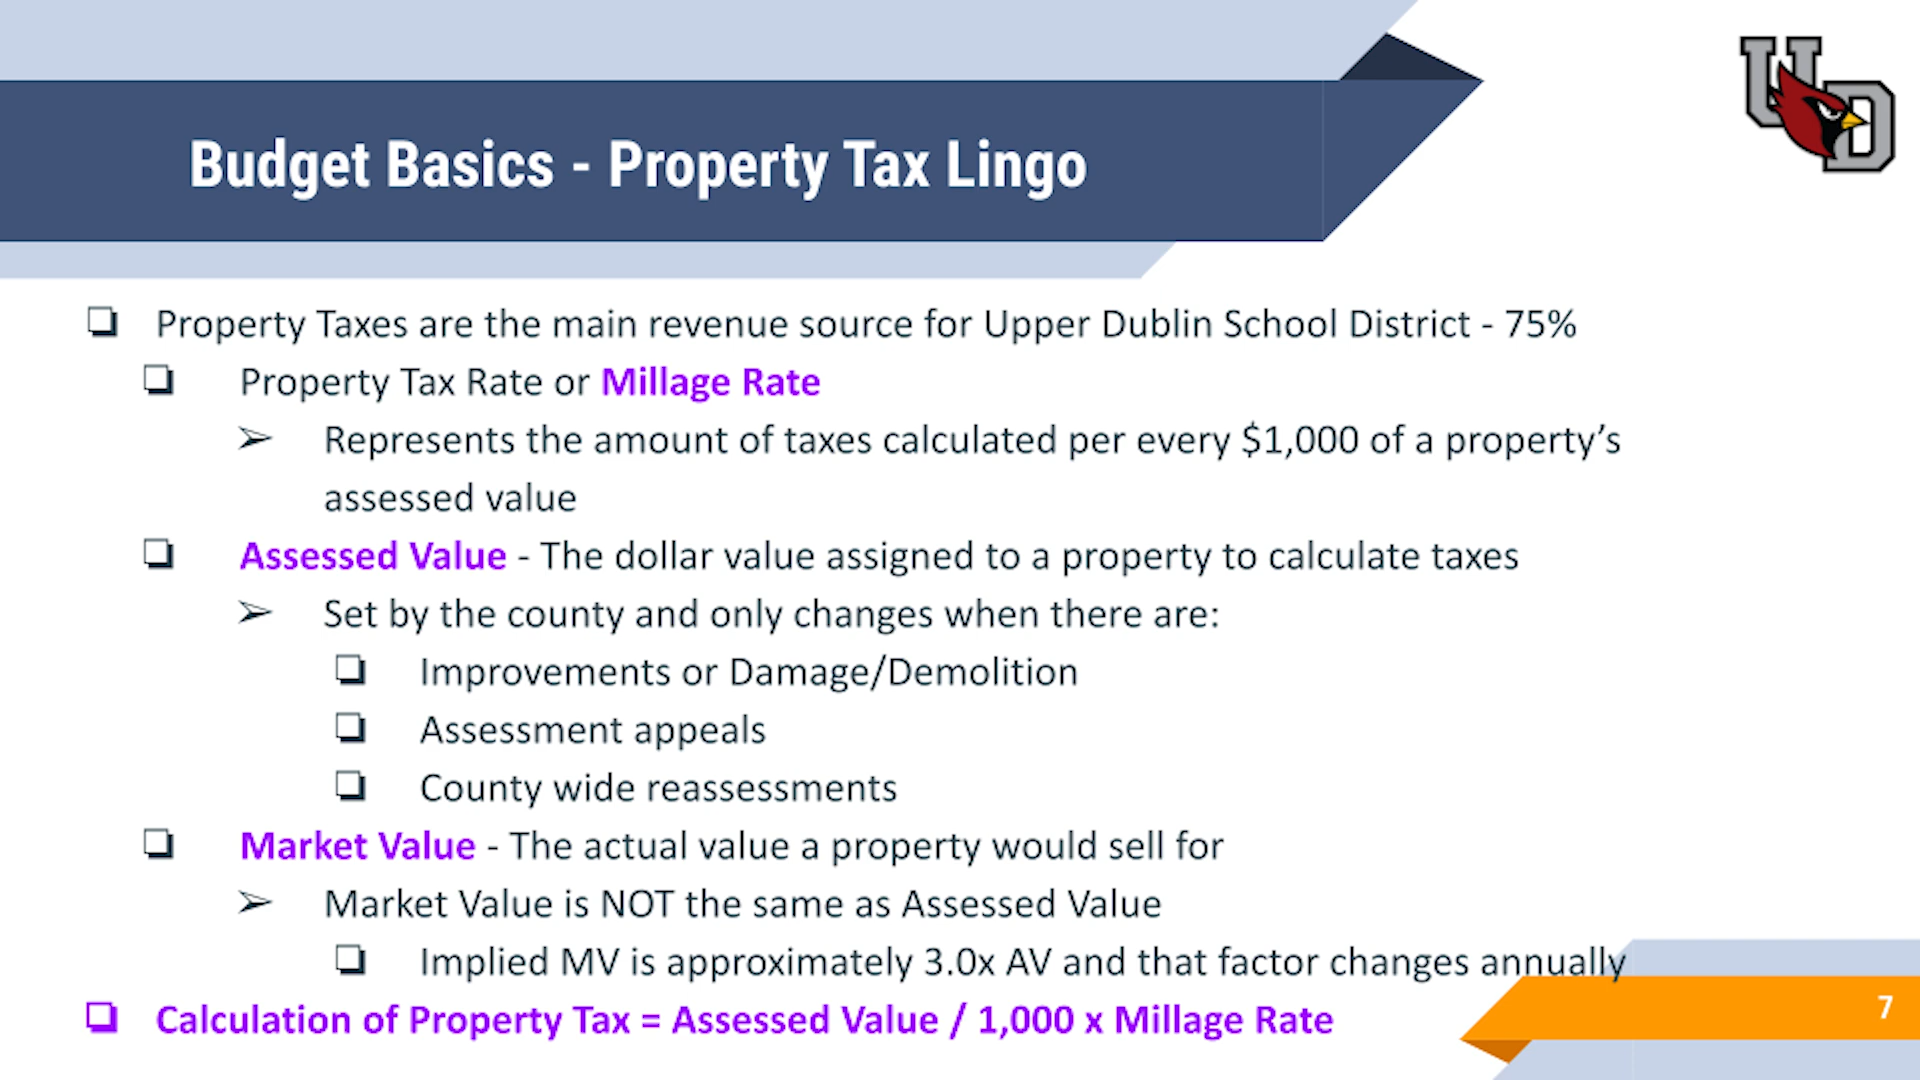 UD
Budget Basics - Property Tax Lingo
❏ Property Taxes are the main revenue source for Upper Dublin School District - 75%
❏ Property Tax Rate or Millage Rate
➢ Represents the amount of taxes calculated per every $1,000 of a property’s
assessed value
❏ Assessed Value - The dollar value assigned to a property to calculate taxes
➢ Set by the county and only changes when there are:
❏ Improvements or Damage/Demolition
❏ Assessment appeals
❏ County wide reassessments
❏ Market Value - The actual value a property would sell for
➢ Market Value is NOT the same as Assessed Value
❏ Implied MV is approximately 3.0x AV and that factor changes annually
❏ Calculation of Property Tax = Assessed Value / 1,000 x Millage Rate
7